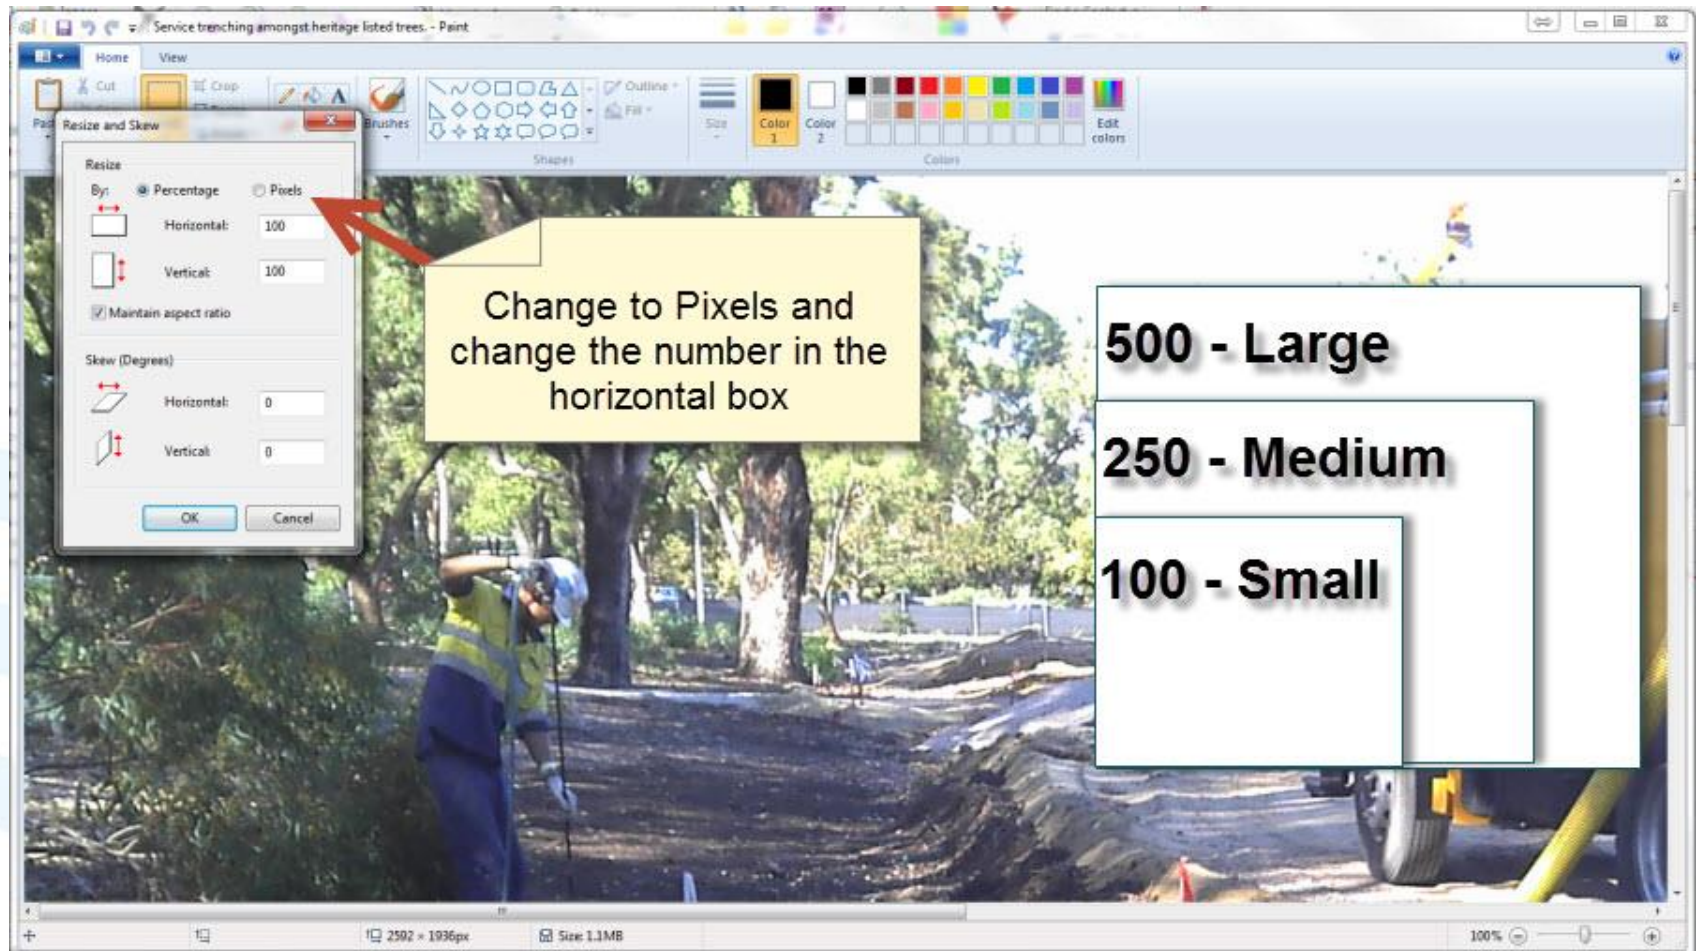 Service trenching amongst heritage listed trees. - Paint
Home View
Cut
Crop
Brushes
Outline
Fill
Shapes
Size
Color 1
Color 2
Edit colors
Colors
Resize and Skew
Resize
By: Percentage Pixels
Horizontal: 100
Vertical: 100
Maintain aspect ratio
Skew (Degrees)
Horizontal: 0
Vertical: 0
OK Cancel
Change to Pixels and
change the number in the
horizontal box
500 - Large
250 - Medium
100 - Small
2592 × 1936px
Size: 1.1MB
100%